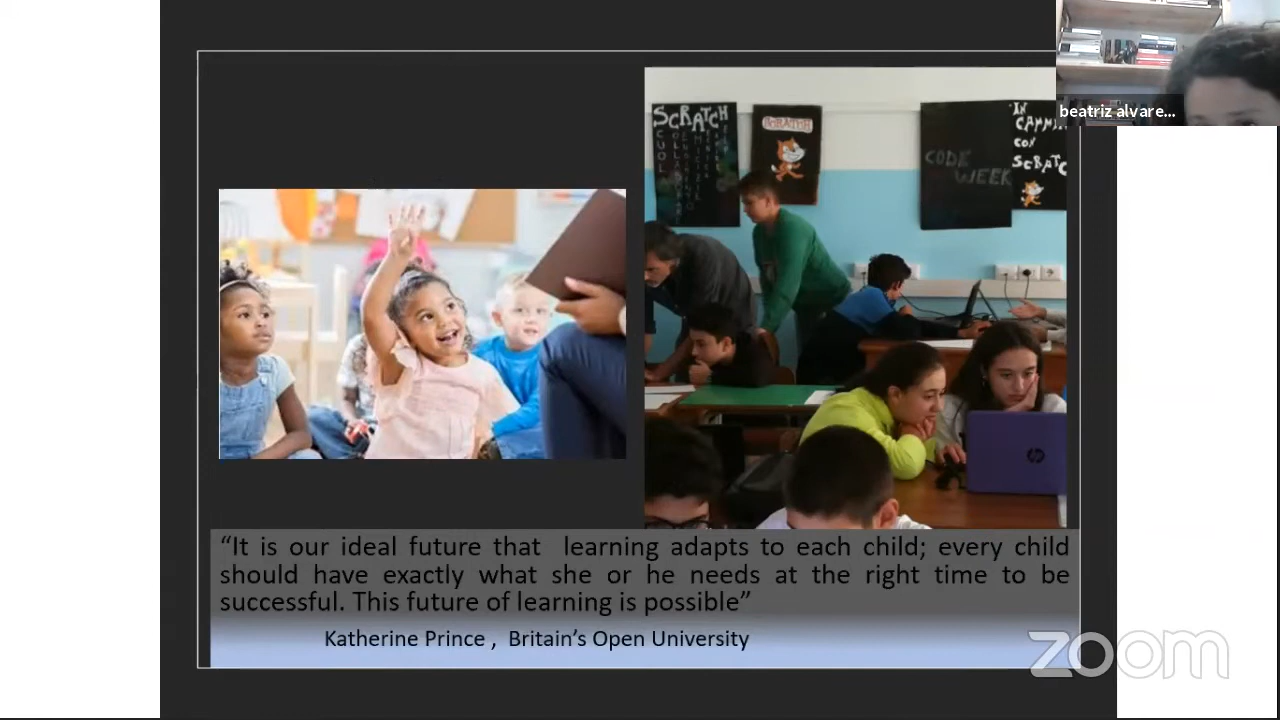 beatriz alvare...
SCRATCH
SCRATCH
CODE
WEEK
IN
CON
SCRATC
hp
“It is our ideal future that learning adapts to each child; every child
should have exactly what she or he needs at the right time to be
successful. This future of learning is possible”
Katherine Prince , Britain’s Open University
zoom